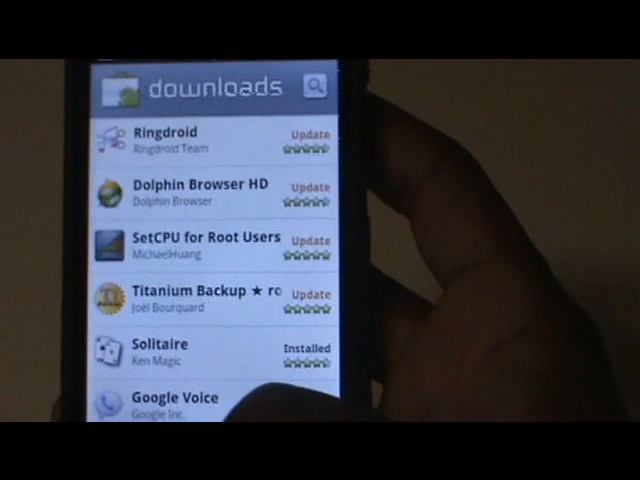 downloads
Ringdroid
Update
Ringdroid Team
Dolphin Browser HD
Update
Dolphin Browser
SetCPU for Root Users
Update
MichaelHuang
Titanium Backup ★ ro
Update
Joël Bourquard
Solitaire
Installed
Ken Magic
Google Voice
Google Inc.